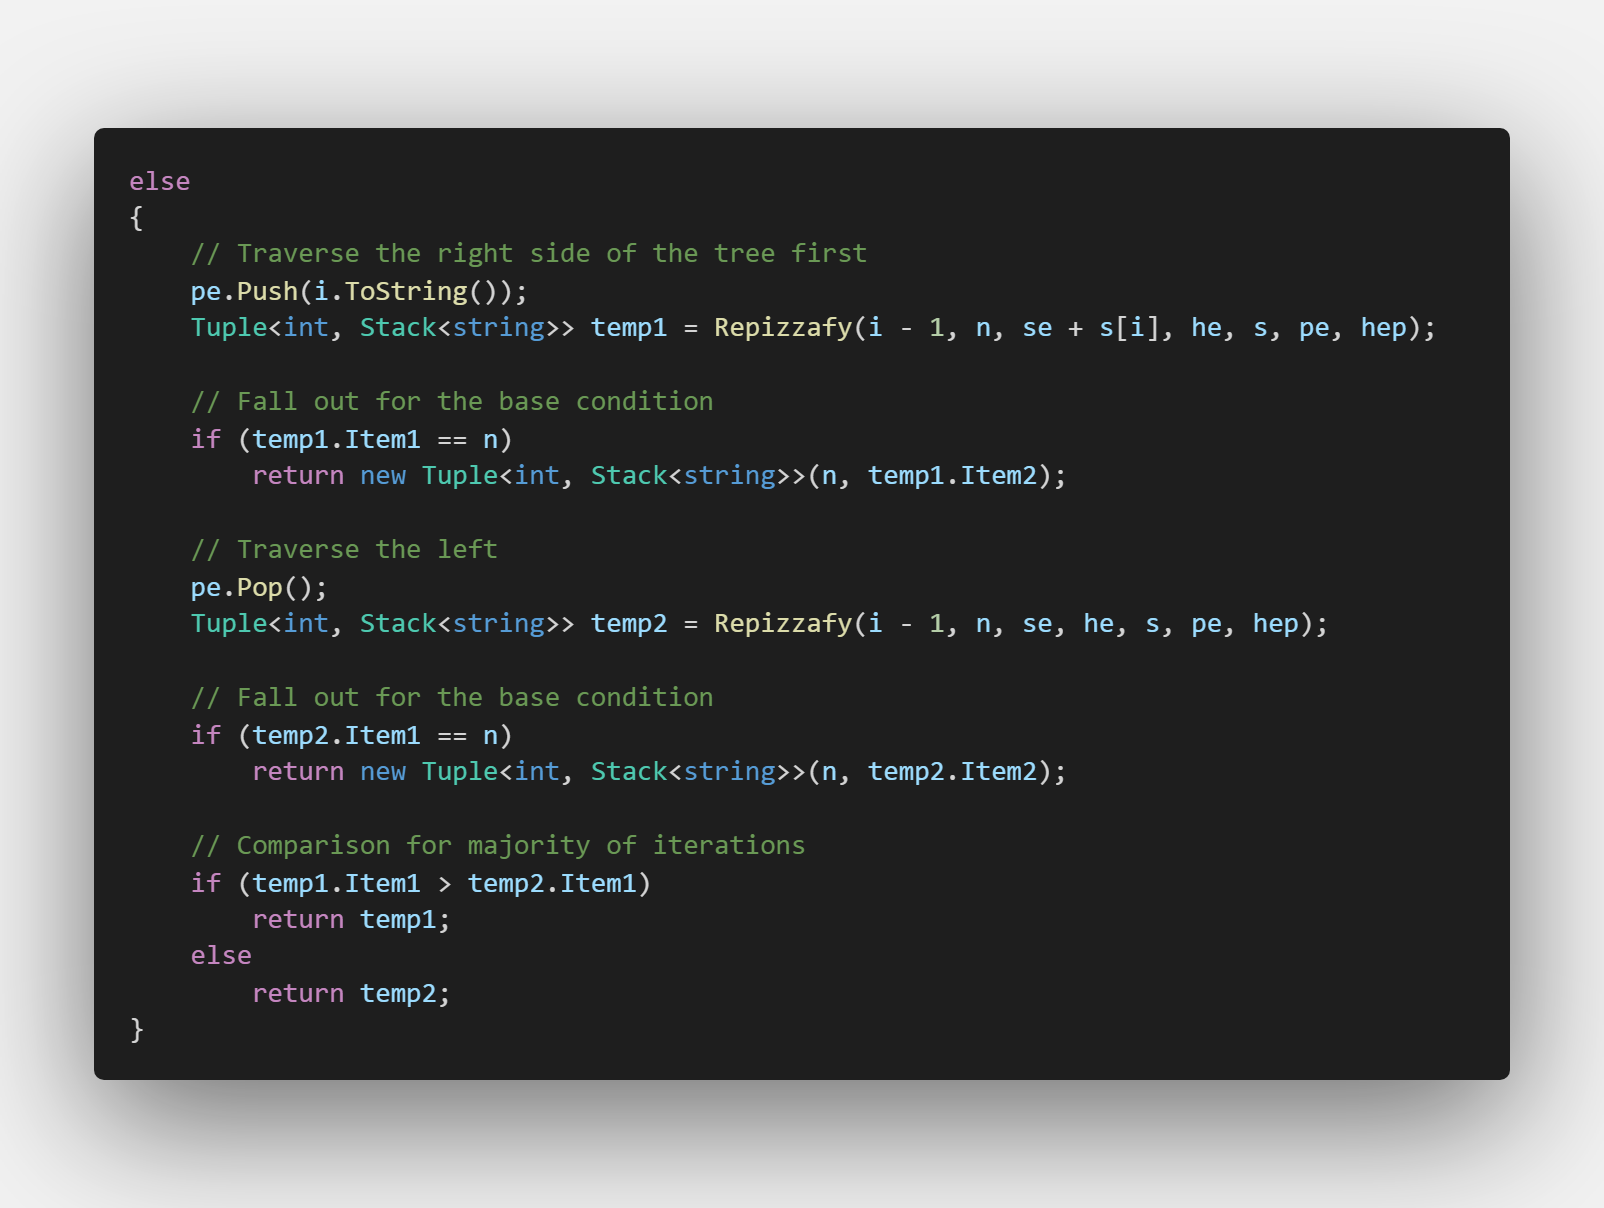 else
{
    // Traverse the right side of the tree first
    pe.Push(i.ToString());
    Tuple<int, Stack<string>> temp1 = Repizzafy(i - 1, n, se + s[i], he, s, pe, hep);

    // Fall out for the base condition
    if (temp1.Item1 == n)
        return new Tuple<int, Stack<string>>(n, temp1.Item2);

    // Traverse the left
    pe.Pop();
    Tuple<int, Stack<string>> temp2 = Repizzafy(i - 1, n, se, he, s, pe, hep);

    // Fall out for the base condition
    if (temp2.Item1 == n)
        return new Tuple<int, Stack<string>>(n, temp2.Item2);

    // Comparison for majority of iterations
    if (temp1.Item1 > temp2.Item1)
        return temp1;
    else
        return temp2;
}